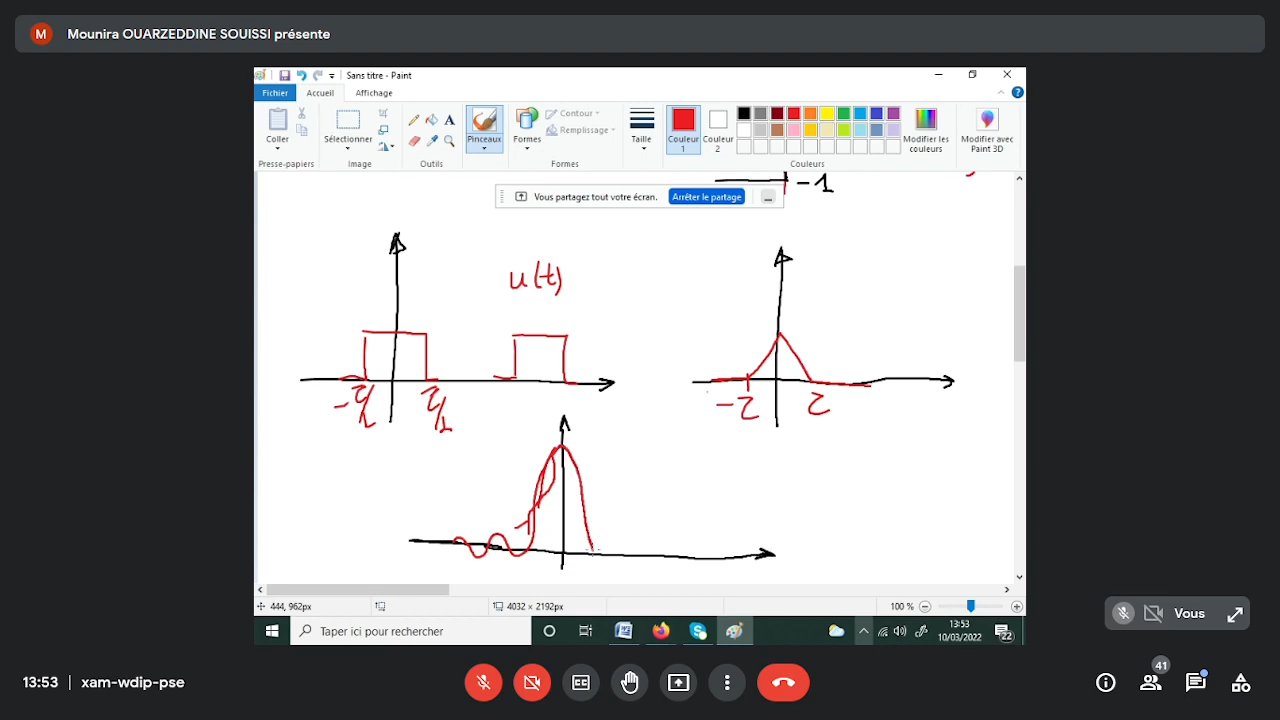 M Mounira OUARZEDDINE SOUISSI présente
Sans titre - Paint
Fichier Accueil Affichage
Coller
Sélectionner
Pinceaux
Formes
Contour
Remplissage
Taille
Couleur 1
Couleur 2
Modifier les couleurs
Modifier avec Paint 3D
Presse-papiers Image Outils Formes Couleurs
-1
Vous partagez tout votre écran. Arrêter le partage
u(t)
444, 962px 4032 × 2192px 100 %
Taper ici pour rechercher
13:53
10/03/2022
22
Vous
41
13:53 | xam-wdip-pse